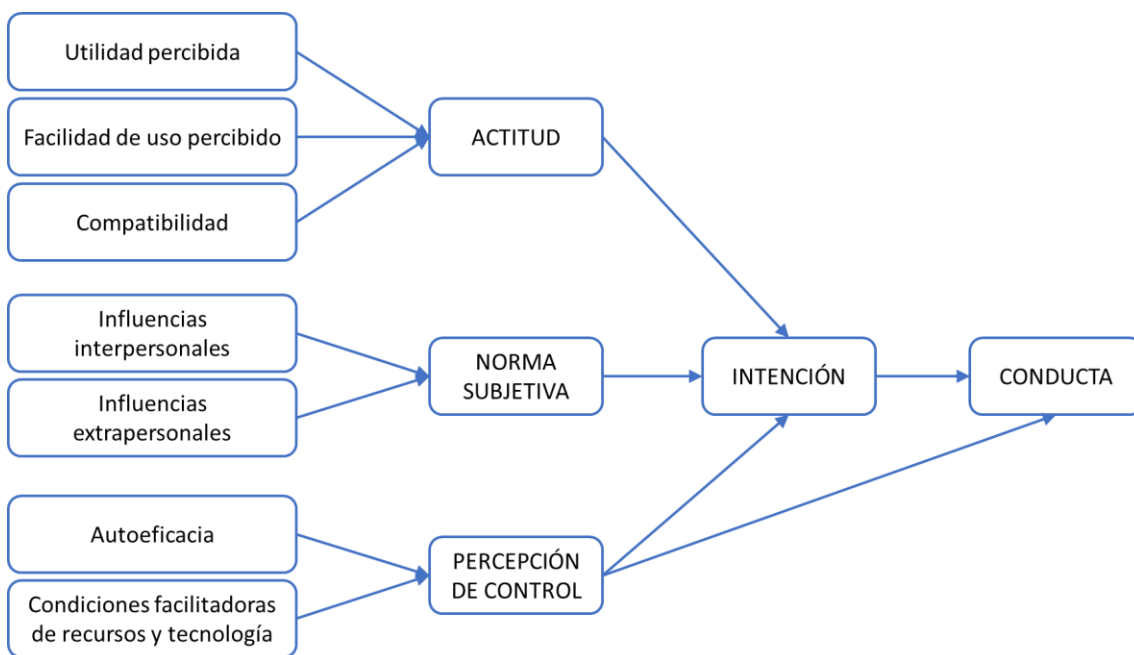 Utilidad percibida
Facilidad de uso percibido
Compatibilidad
ACTITUD
Influencias
interpersonales
Influencias
extrapersonales
NORMA
SUBJETIVA
INTENCIÓN
CONDUCTA
Autoeficacia
Condiciones facilitadoras
de recursos y tecnología
PERCEPCIÓN
DE CONTROL